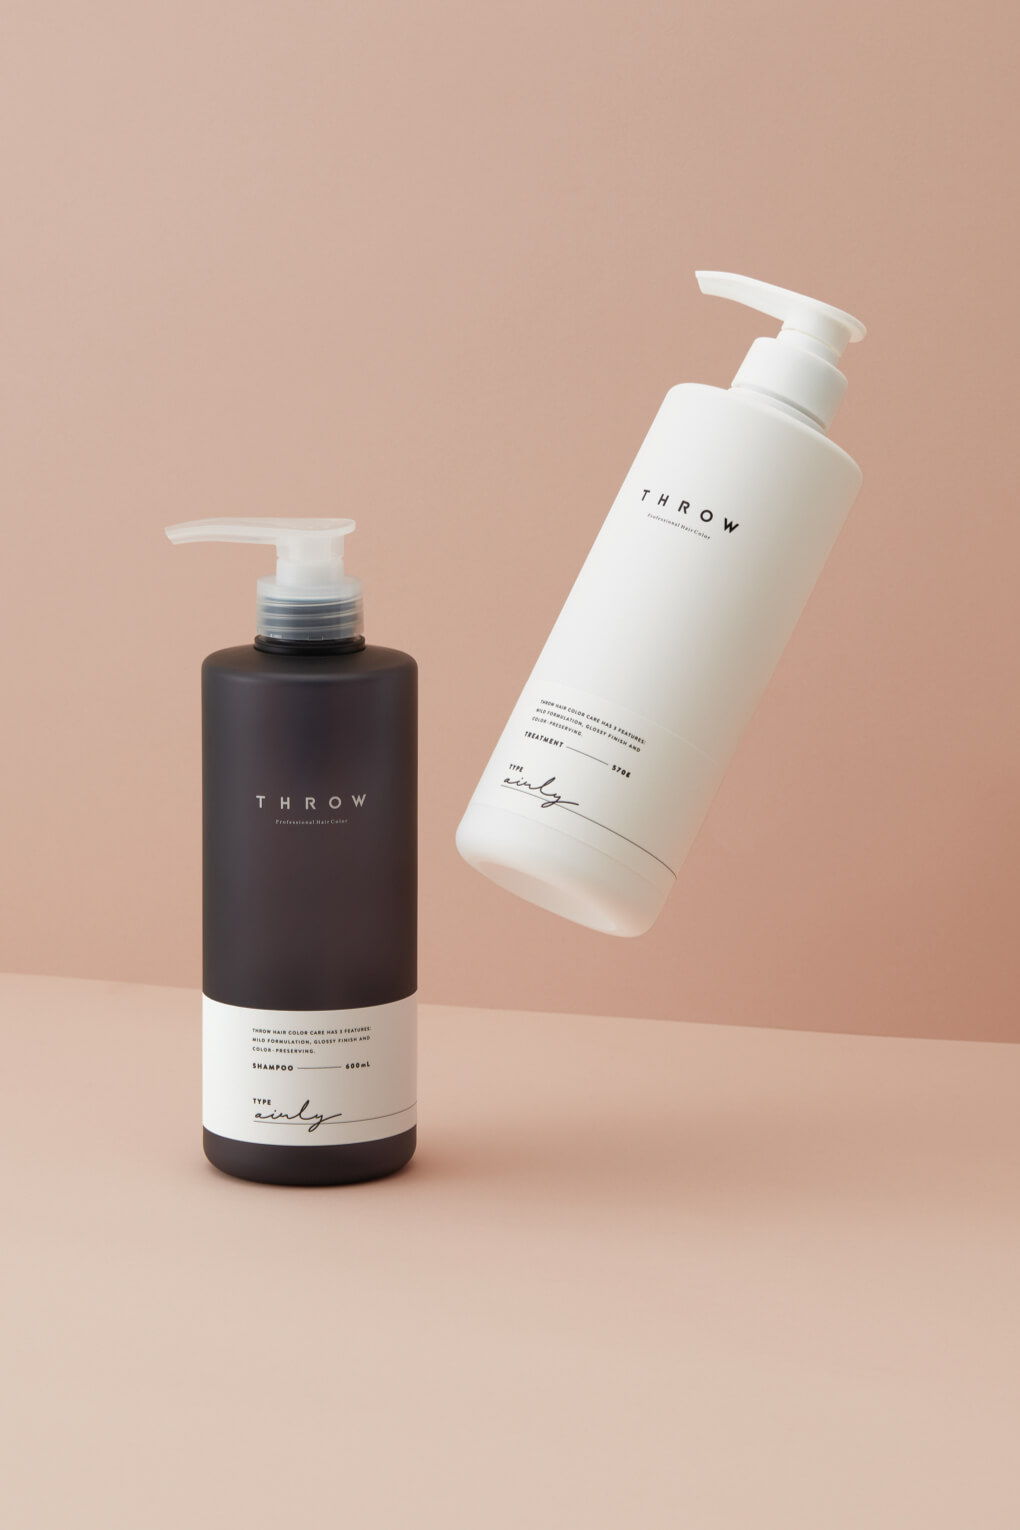 THROW
Professional Hair Color
THROW HAIR COLOR CARE HAS 3 FEATURES:
MILD FORMULATION, GLOSSY FINISH AND
COLOR-PRESERVING.
SHAMPOO 600mL
TYPE
airly
THROW
Professional Hair Color
THROW HAIR COLOR CARE HAS 3 FEATURES:
MILD FORMULATION, GLOSSY FINISH AND
COLOR-PRESERVING.
TREATMENT 570g
TYPE
airly